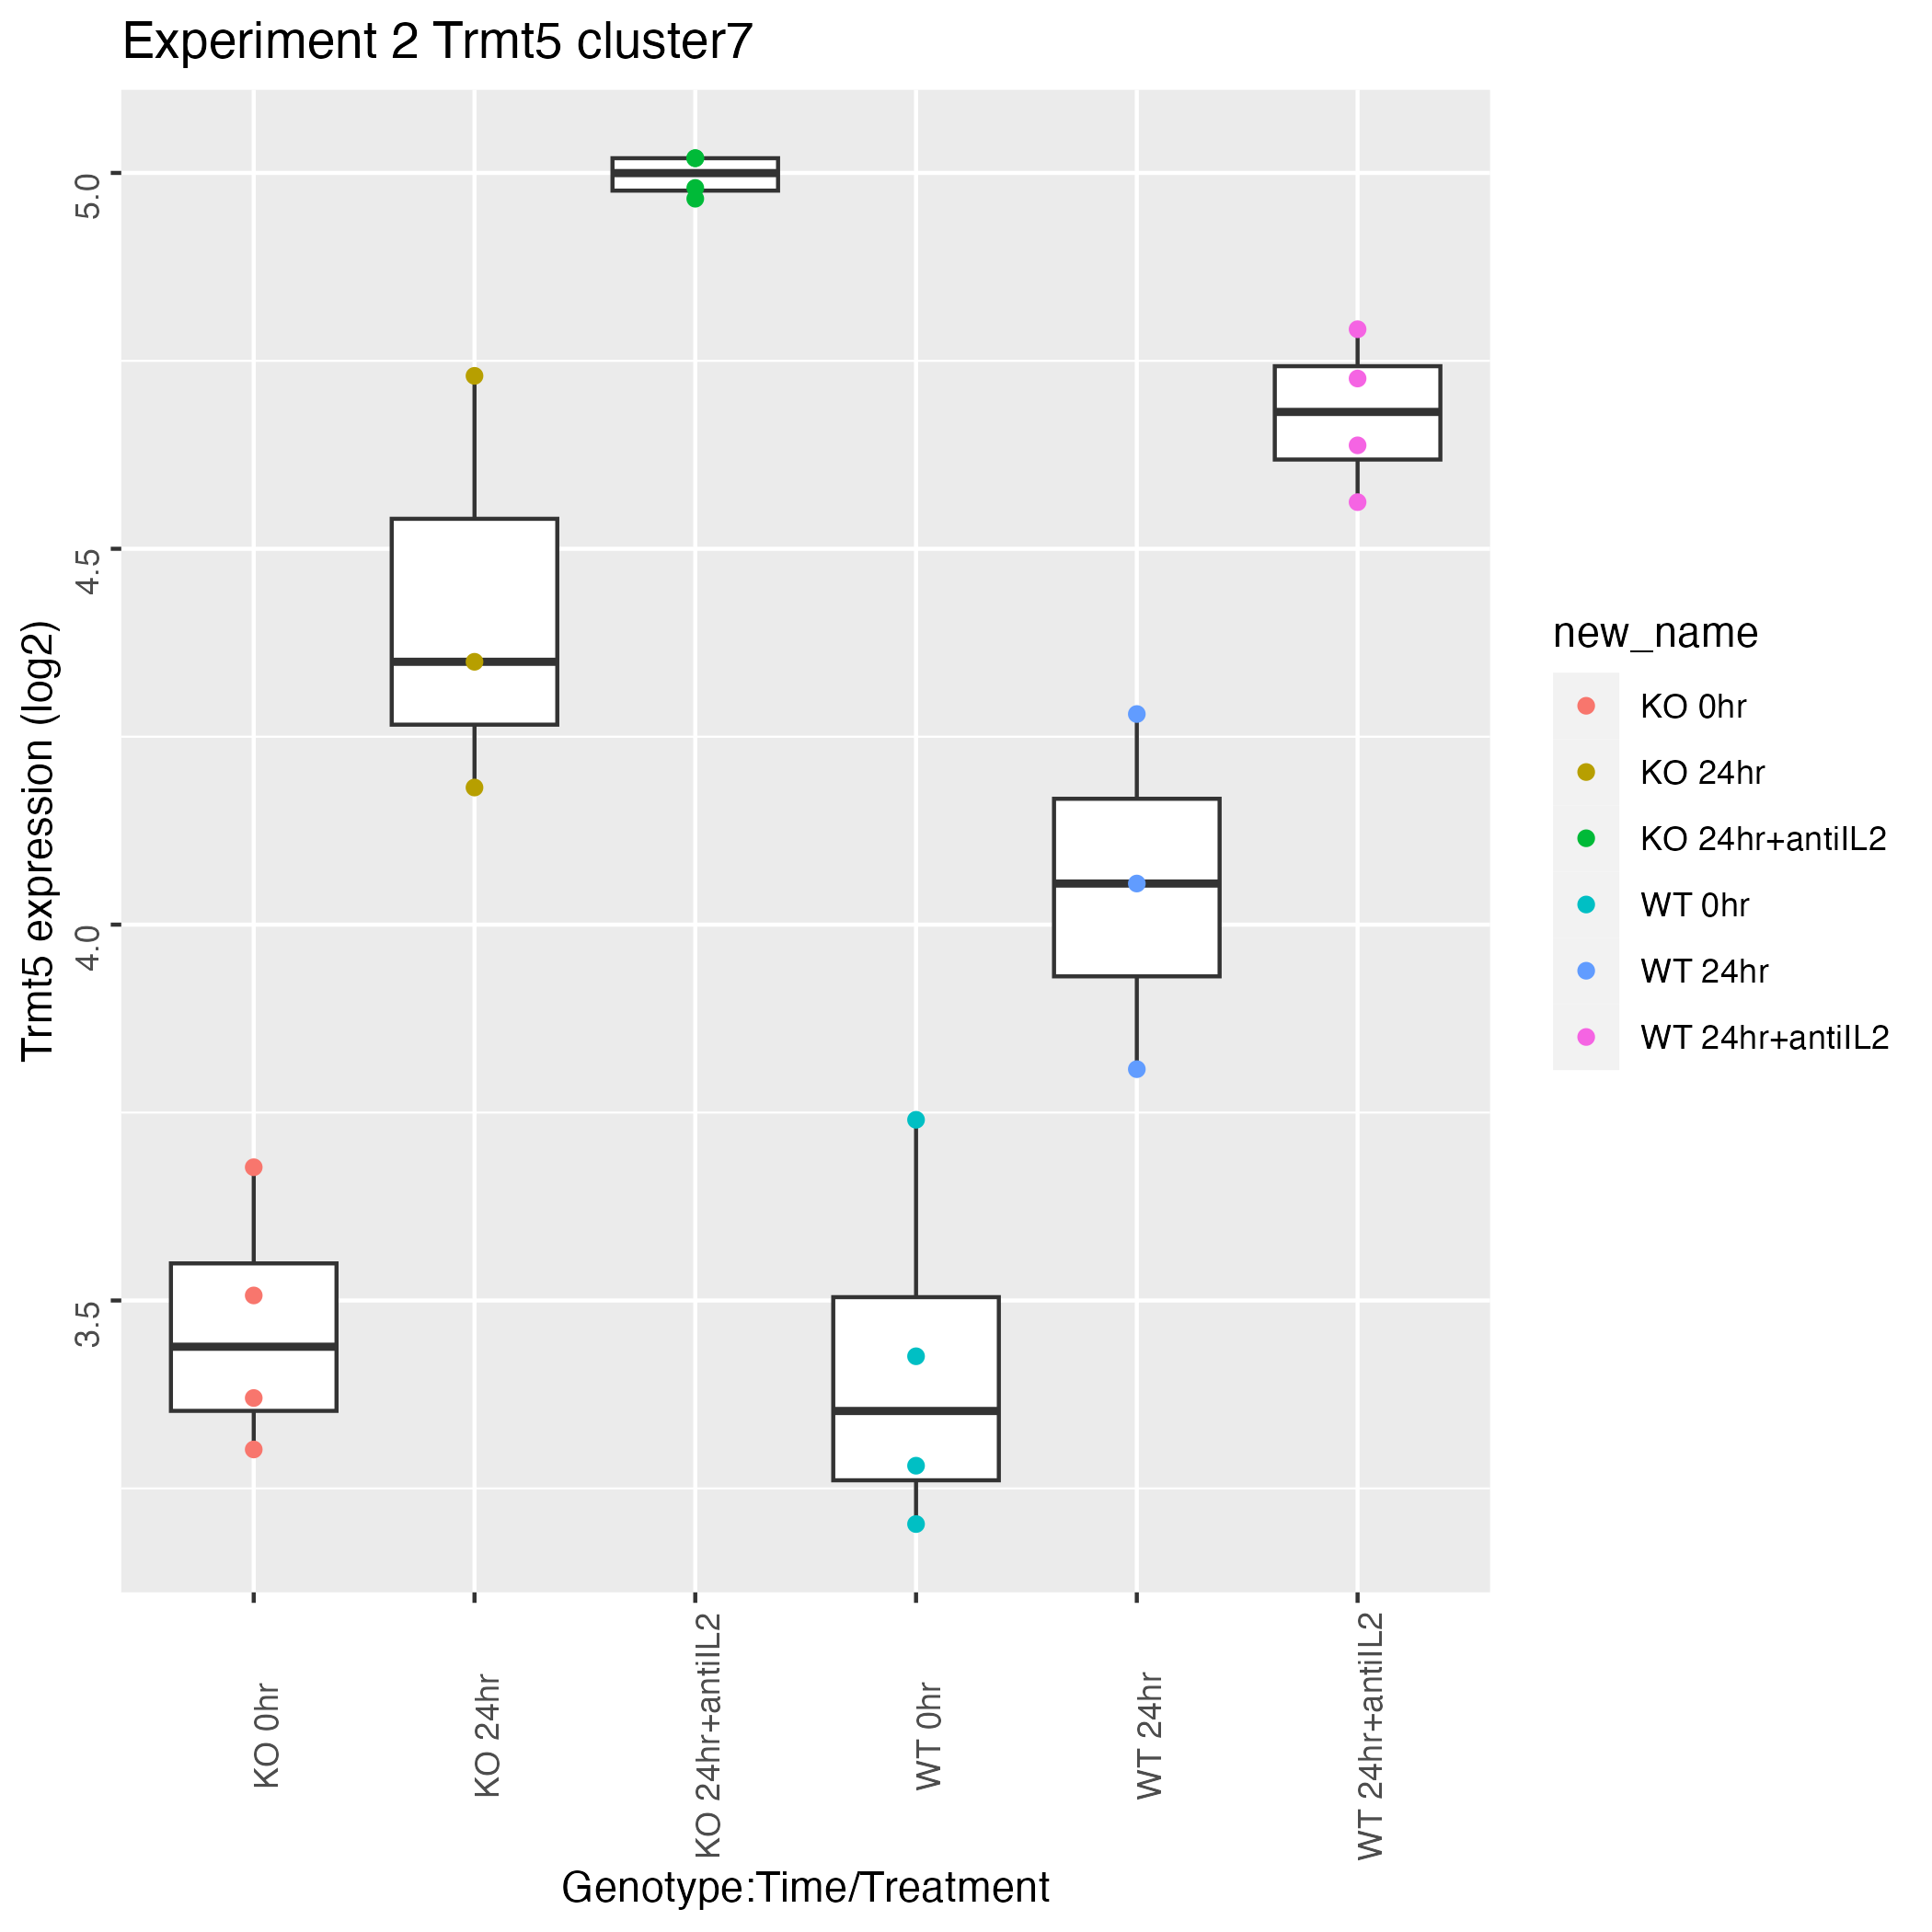 Experiment 2 Trmt5 cluster7
Trmt5 expression (log2)
5.0
4.5
4.0
3.5
KO 0hr
KO 24hr
KO 24hr+antiIL2
WT 0hr
WT 24hr
WT 24hr+antiIL2
Genotype:Time/Treatment
new_name
KO 0hr
KO 24hr
KO 24hr+antiIL2
WT 0hr
WT 24hr
WT 24hr+antiIL2